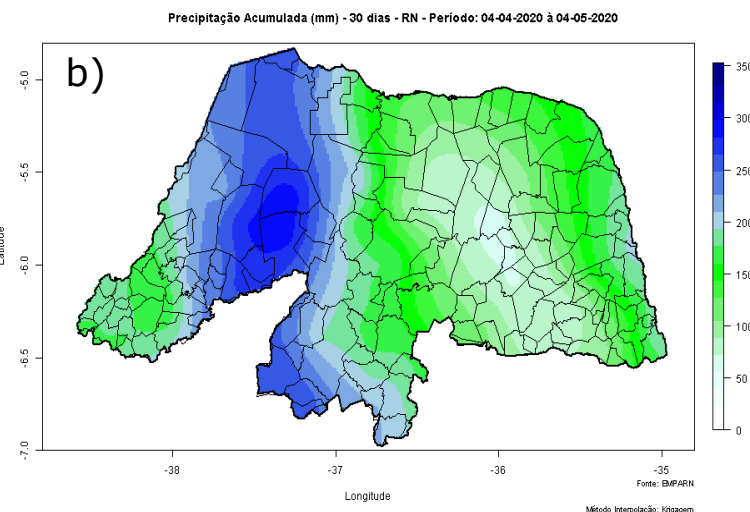 Precipitação Acumulada (mm) - 30 dias - RN - Período: 04-04-2020 à 04-05-2020
b)
-5.0
-5.5
-6.0
-6.5
-7.0
Latitude
-38
-37
-36
-35
Longitude
350
300
250
200
150
100
50
0
Fonte: EMPARN
Método Interpolação: Krigagem